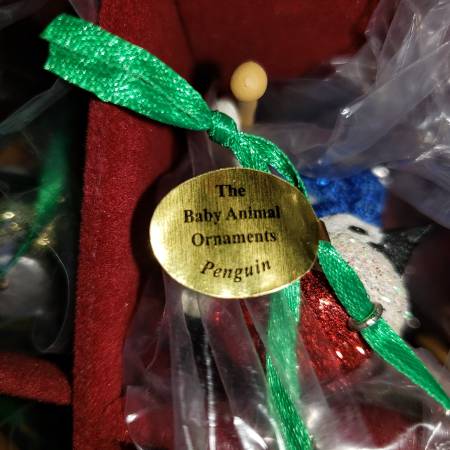 The
Baby Animal
Ornaments
Penguin